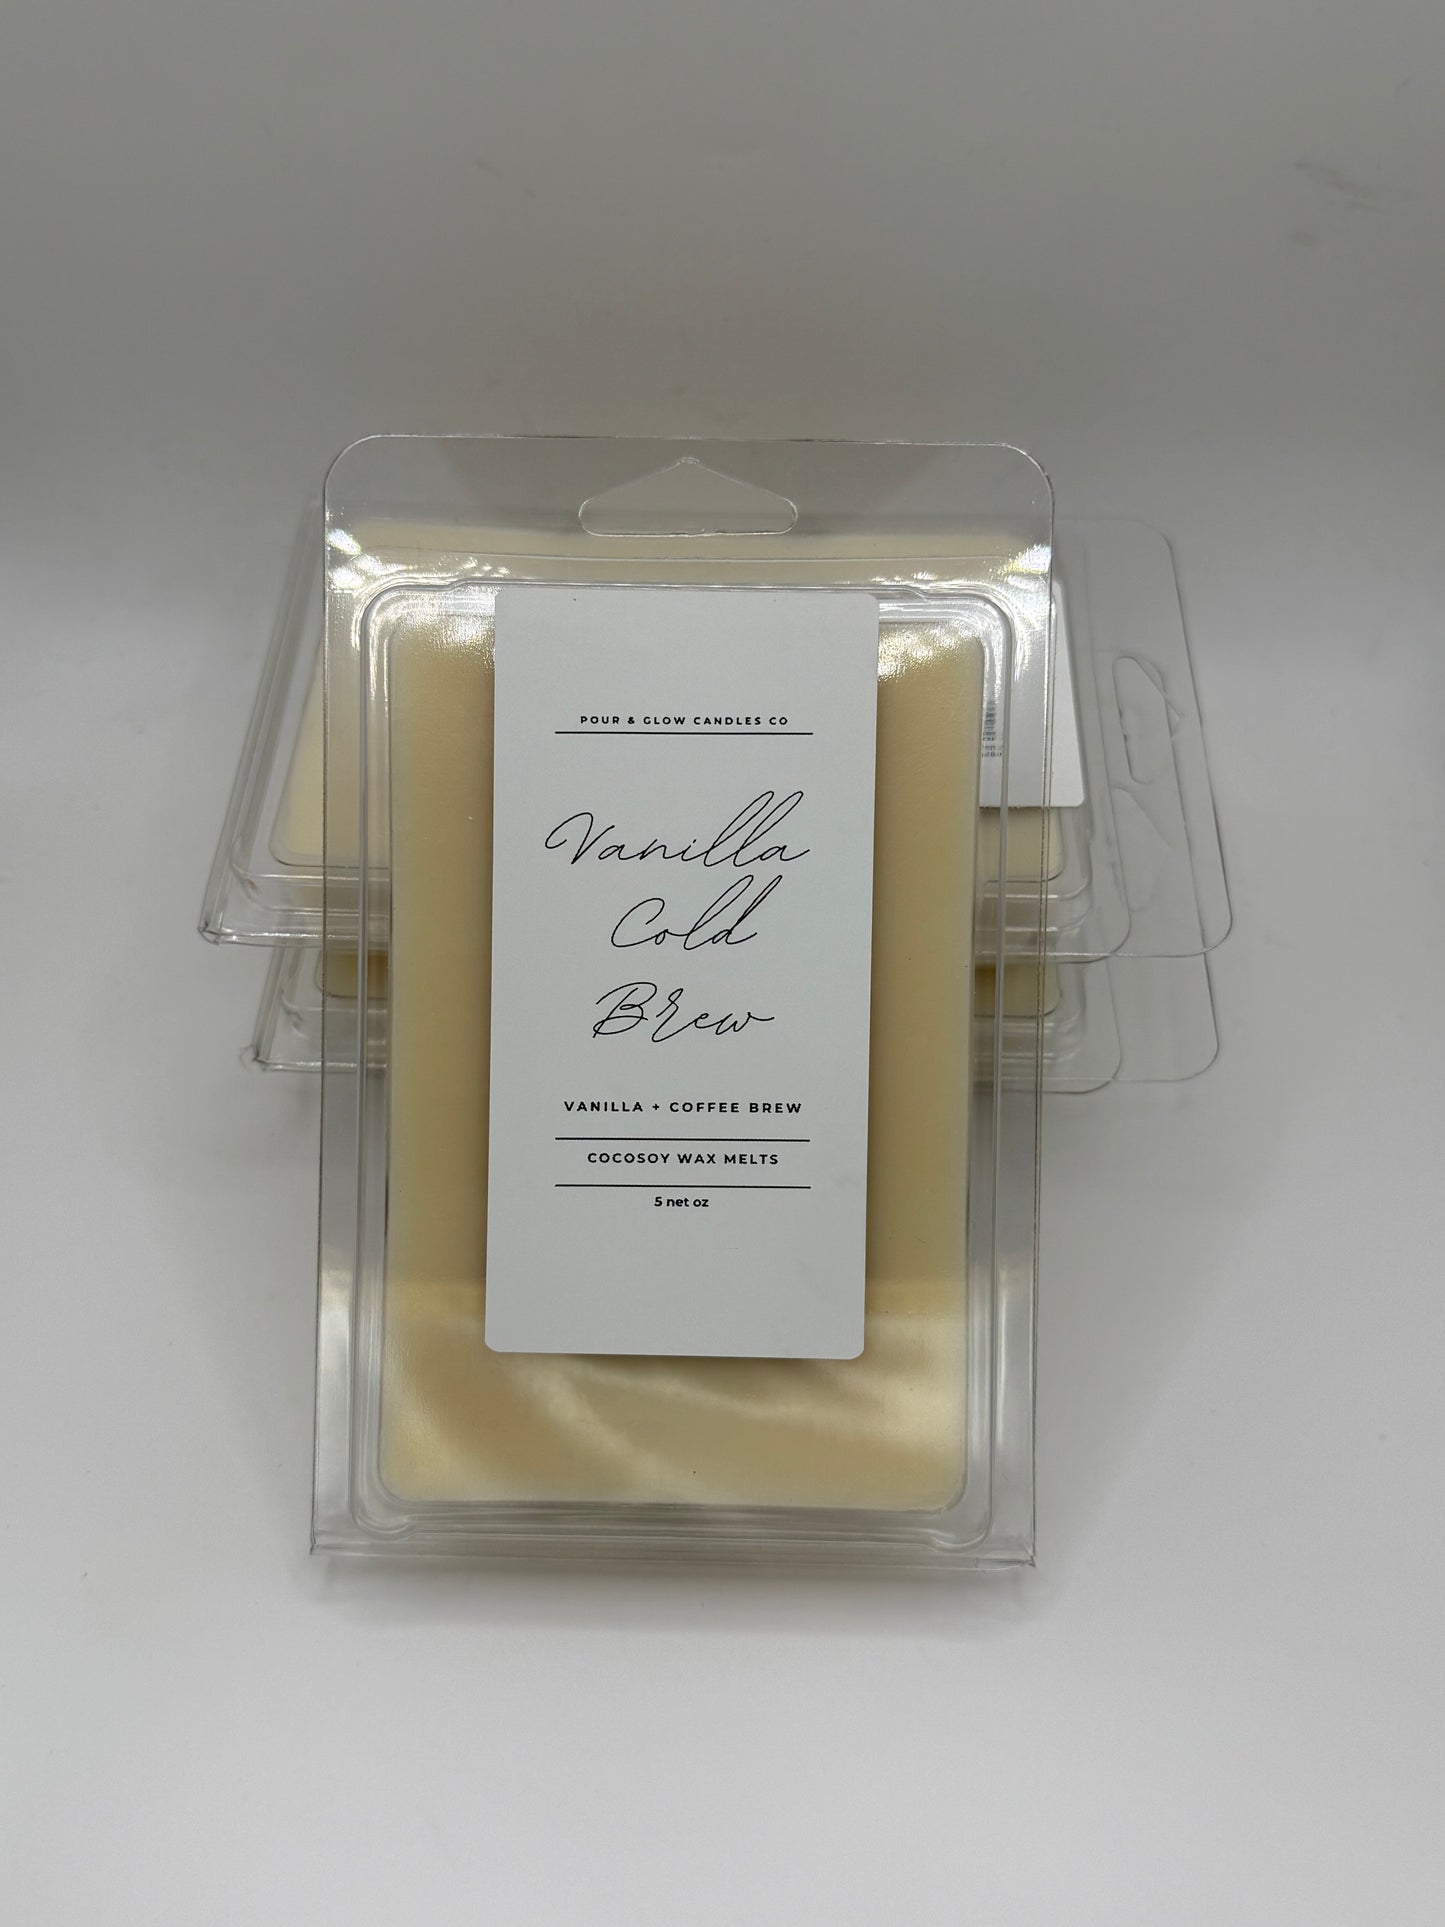 POUR & GLOW CANDLES CO
Vanilla
Cold
Brew
VANILLA + COFFEE BREW
COCOSOY WAX MELTS
5 net oz